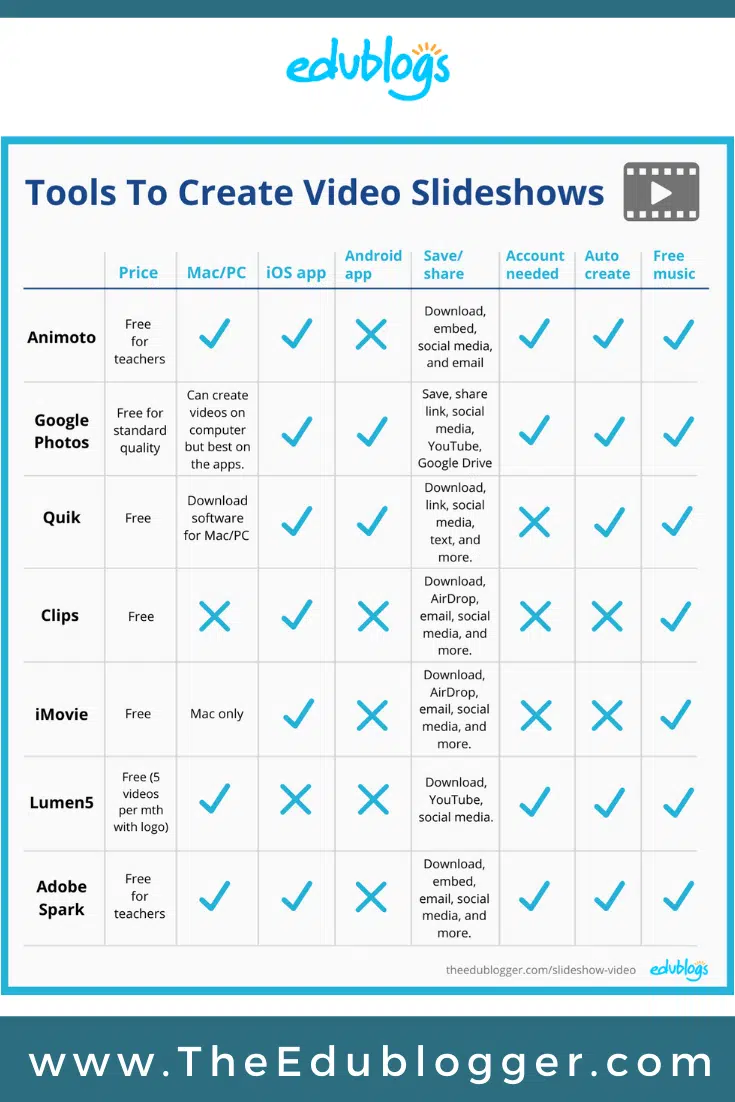 edublogs
Tools To Create Video Slideshows
Price
Mac/PC
iOS app
Android
app
Save/
share
Account
needed
Auto
create
Free
music
Animoto
Free
for
teachers
Download,
embed,
social media,
and email
Google
Photos
Free for
standard
quality
Can create
videos on
computer
but best on
the apps.
Save, share
link, social
media,
YouTube,
Google Drive
Quik
Free
Download
software
for Mac/PC
Download,
link, social
media,
text, and
more.
Clips
Free
Download,
AirDrop,
email, social
media, and
more.
iMovie
Free
Mac only
Download,
AirDrop,
email, social
media, and
more.
Lumen5
Free (5
videos
per mth
with logo)
Download,
YouTube,
social media.
Adobe
Spark
Free
for
teachers
Download,
embed,
email, social
media, and
more.
theedublogger.com/slideshow-video
edublogs
www.TheEdublogger.com